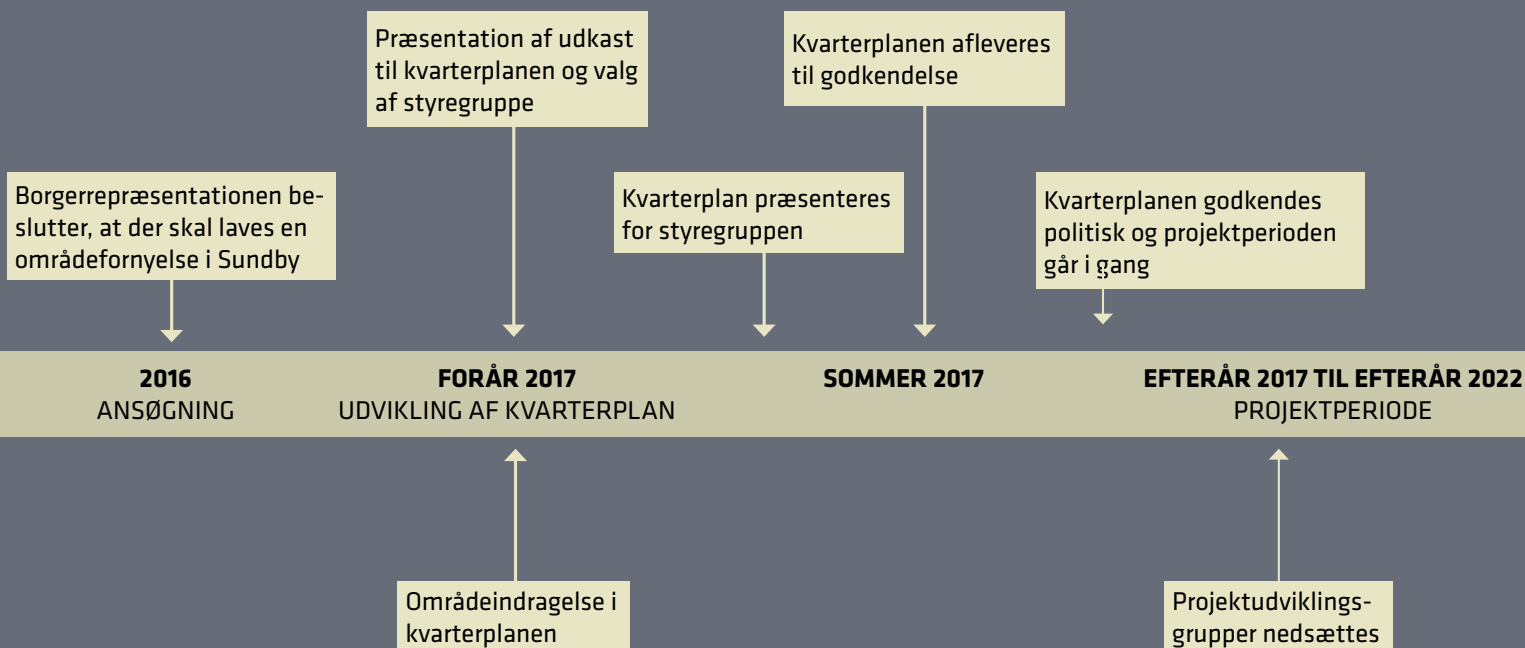 Præsentation af udkast
til kvarterplanen og valg
af styregruppe
Kvarterplanen afleveres
til godkendelse
Borgerrepræsentationen be-
slutter, at der skal laves en
områdefornyelse i Sundby
Kvarterplan præsenteres
for styregruppen
Kvarterplanen godkendes
politisk og projektperioden
går i gang
2016
ANSØGNING
FORÅR 2017
UDVIKLING AF KVARTERPLAN
SOMMER 2017
EFTERÅR 2017 TIL EFTERÅR 2022
PROJEKTPERIODE
Områdeindragelse i
kvarterplanen
Projektudviklings-
grupper nedsættes